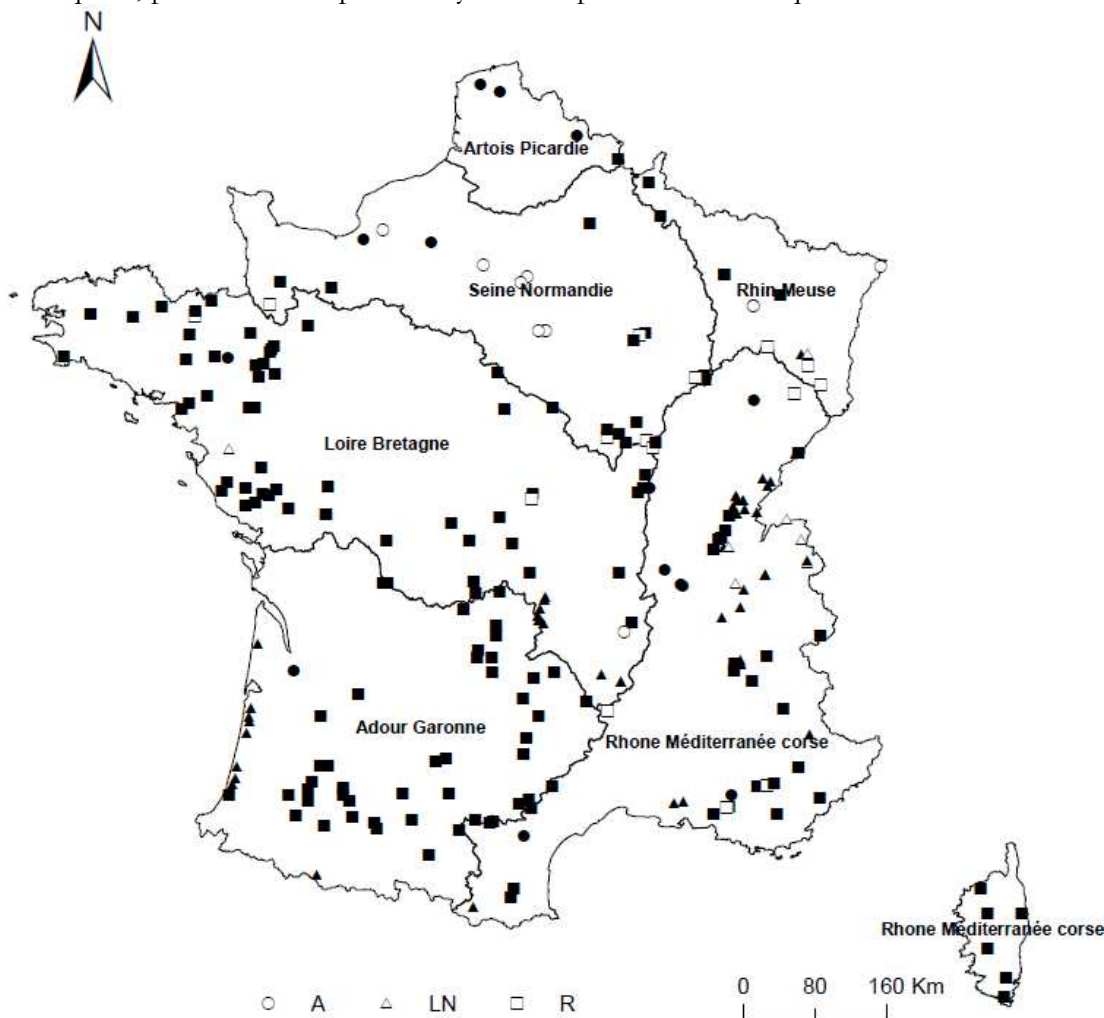 N
Artois Picardie
Seine Normandie
Rhin Meuse
Loire Bretagne
Adour Garonne
Rhone Méditerranée corse
Rhone Méditerranée corse
0 80 160 Km
A LN R